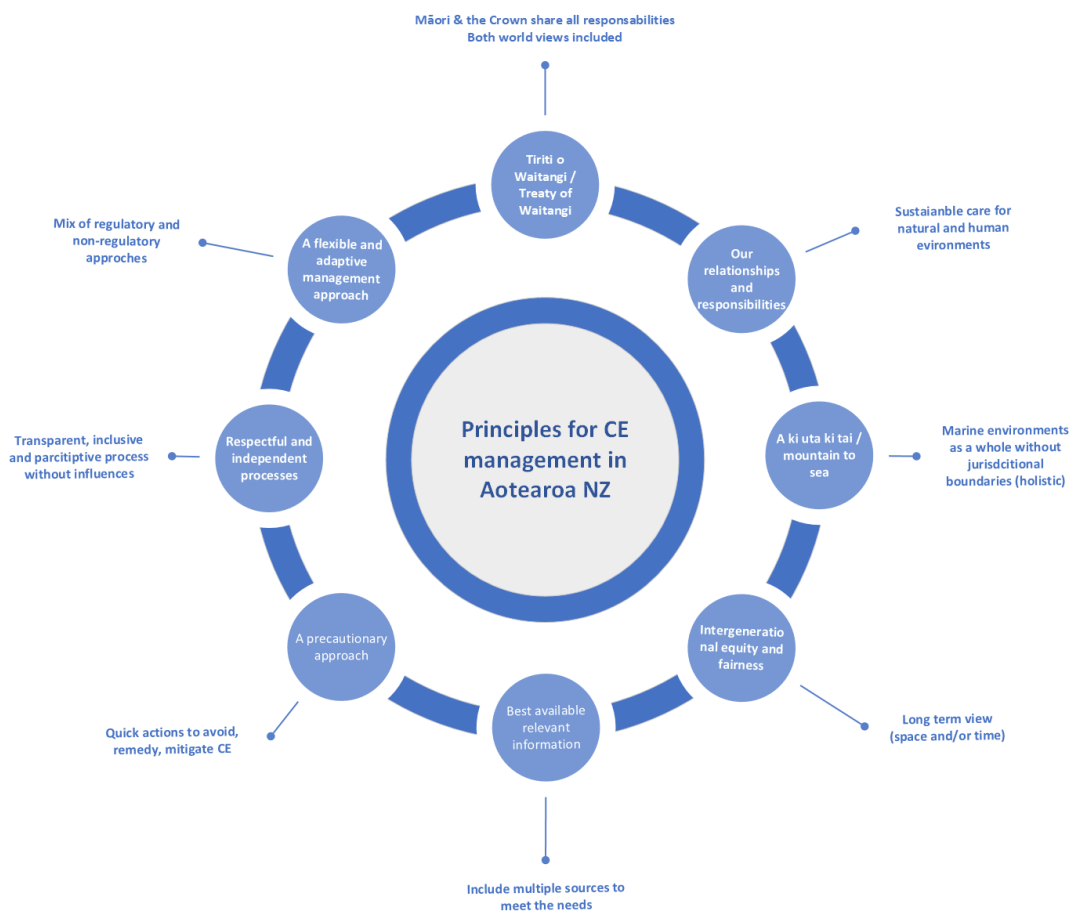 Māori & the Crown share all responsabilities
Both world views included
Tiriti o
Waitangi /
Treaty of
Waitangi
Sustaianble care for
natural and human
evironments
Our
relationships
and
responsibilities
Marine environments
as a whole without
jurisdcitional
boundaries (holistic)
A ki uta ki tai /
mountain to
sea
Intergeneratio
nal equity and
fairness
Long term view
(space and/or time)
Best available
relevant
information
Include multiple sources to
meet the needs
A precautionary
approach
Quick actions to avoid,
remedy, mitigate CE
Respectful and
independent
processes
Transparent, inclusive
and parcitiptive process
without influences
A flexible and
adaptive
management
approach
Mix of regulatory and
non-regulatory
approches
Principles for CE
management in
Aotearoa NZ